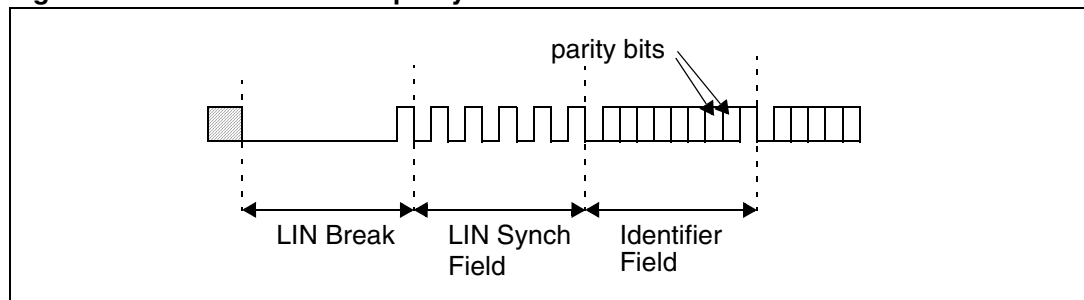 parity bits
LIN Break
LIN Synch
Field
Identifier
Field